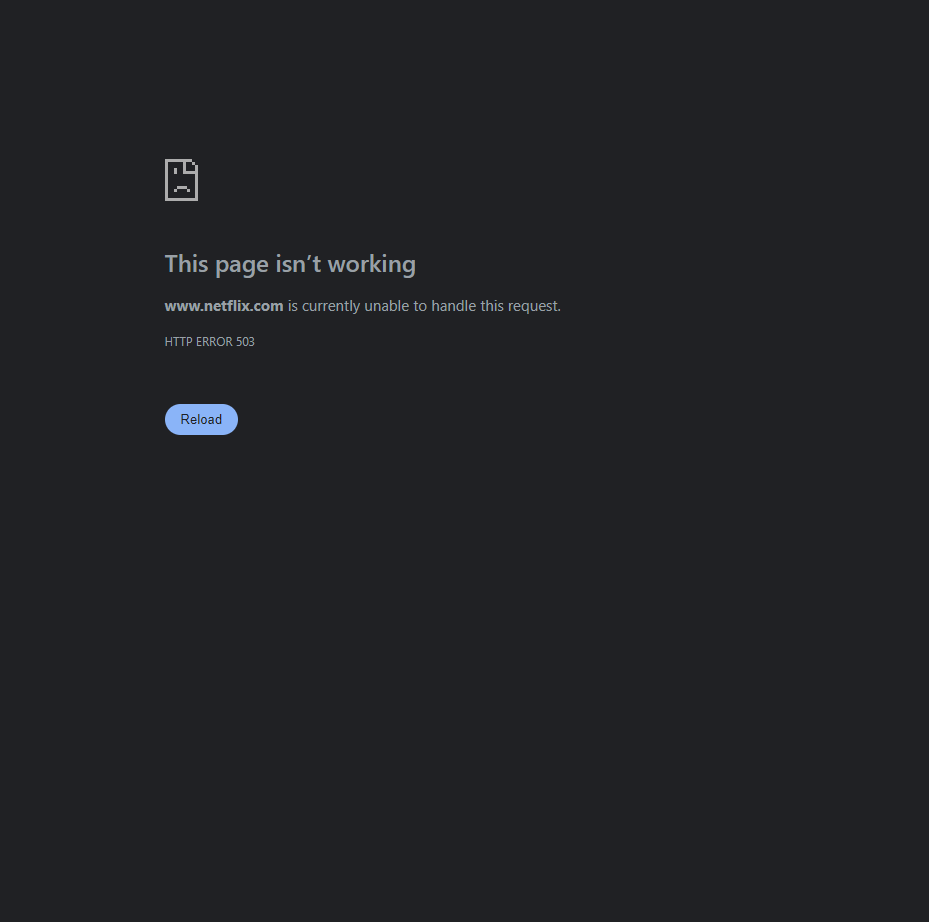 This page isn’t working
www.netflix.com is currently unable to handle this request.
HTTP ERROR 503
Reload